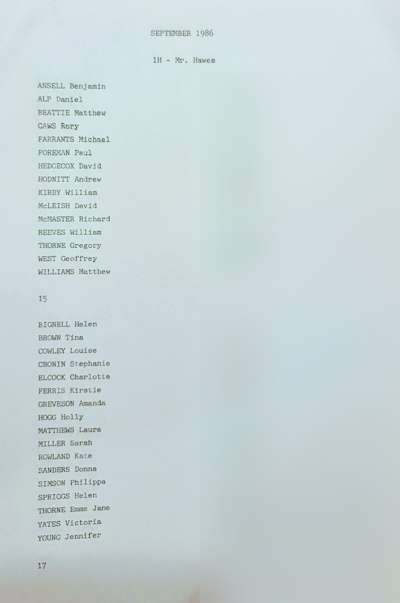 SEPTEMBER 1986
1H - Mr. Hawes
ANSELL Benjamin
ALP Daniel
BEATTIE Matthew
CAWS Rory
FARRANTS Michael
FOREMAN Paul
HEDGECOX David
HODNITT Andrew
KIRBY William
McLEISH David
McMASTER Richard
REEVES William
THORNE Gregory
WEST Geoffrey
WILLIAMS Matthew
15
BIGNELL Helen
BROWN Tina
COWLEY Louise
CRONIN Stephanie
ELCOCK Charlotte
FERRIS Kirstie
GREVESON Amanda
HOGG Holly
MATTHEWS Laura
MILLER Sarah
ROWLAND Kate
SANDERS Donna
SIMSON Philippa
SPRIGGS Helen
THORNE Emma Jane
YATES Victoria
YOUNG Jennifer
17